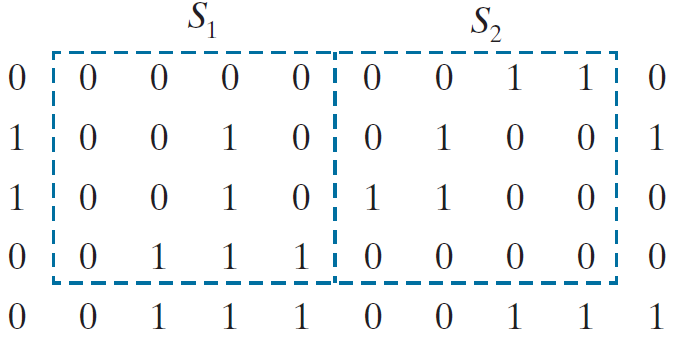 S1 S2
0 0 0 0 0 0 0 1 1 0
1 0 0 1 0 0 1 0 0 1
1 0 0 1 0 1 1 0 0 0
0 0 1 1 1 0 0 0 0 0
0 0 1 1 1 0 0 1 1 1